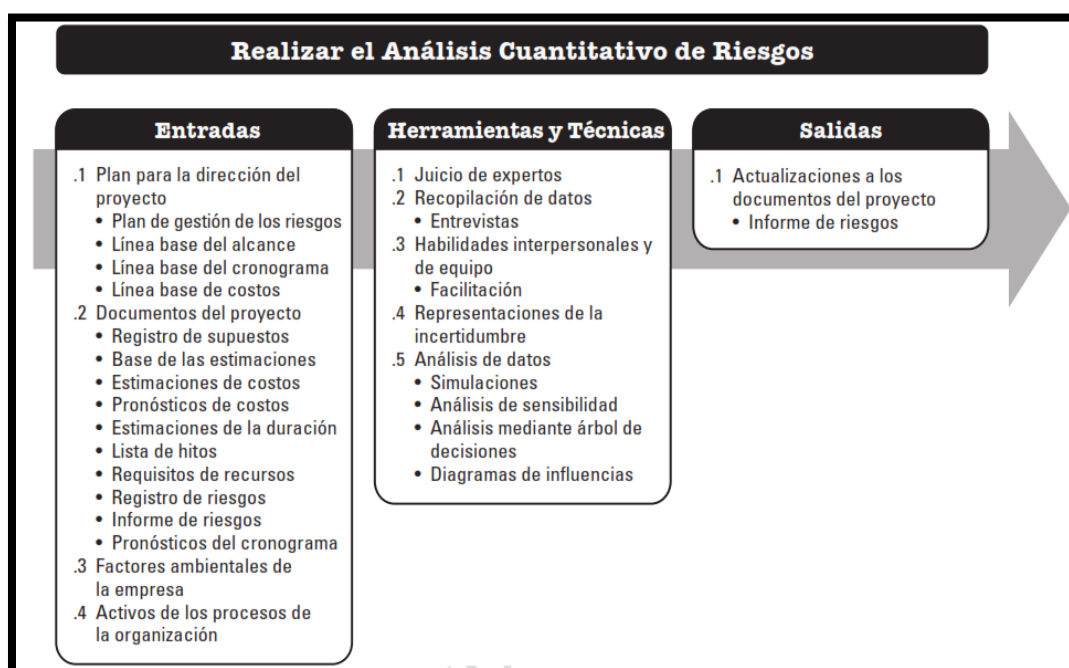 Realizar el Análisis Cuantitativo de Riesgos
Entradas
.1 Plan para la dirección del
proyecto
• Plan de gestión de los riesgos
• Línea base del alcance
• Línea base del cronograma
• Línea base de costos
.2 Documentos del proyecto
• Registro de supuestos
• Base de las estimaciones
• Estimaciones de costos
• Pronósticos de costos
• Estimaciones de la duración
• Lista de hitos
• Requisitos de recursos
• Registro de riesgos
• Informe de riesgos
• Pronósticos del cronograma
.3 Factores ambientales de
la empresa
.4 Activos de los procesos de
la organización
Herramientas y Técnicas
.1 Juicio de expertos
.2 Recopilación de datos
• Entrevistas
.3 Habilidades interpersonales y
de equipo
• Facilitación
.4 Representaciones de la
incertidumbre
.5 Análisis de datos
• Simulaciones
• Análisis de sensibilidad
• Análisis mediante árbol de
decisiones
• Diagramas de influencias
Salidas
.1 Actualizaciones a los
documentos del proyecto
• Informe de riesgos